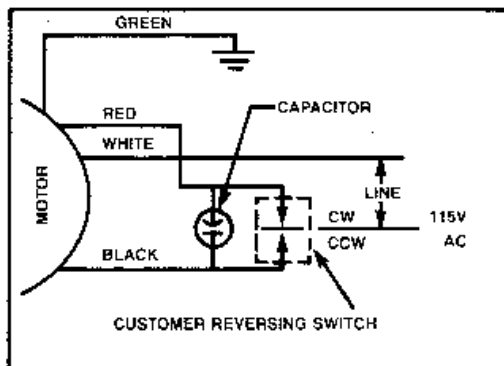 GREEN
RED
CAPACITOR
WHITE
MOTOR
LINE
CW
115V
CCW
AC
BLACK
CUSTOMER REVERSING SWITCH